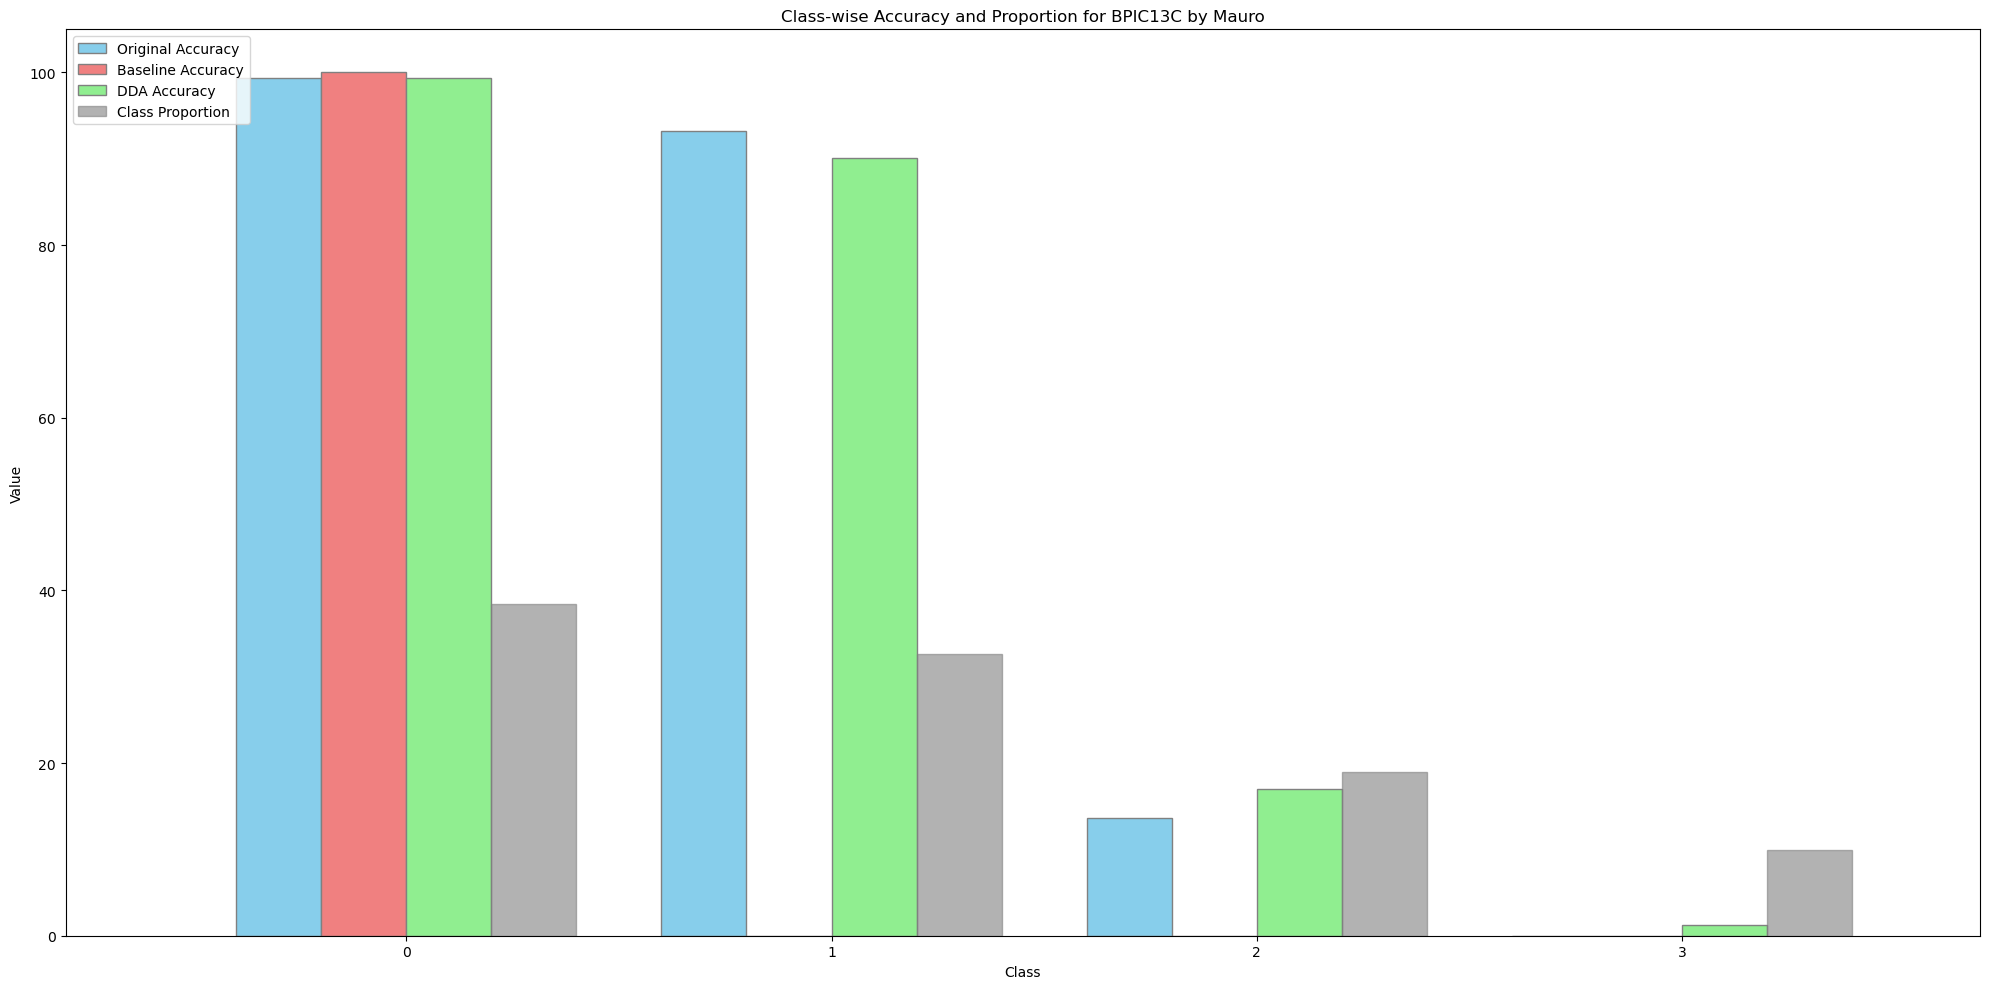 Class-wise Accuracy and Proportion for BPIC13C by Mauro
Original Accuracy
Baseline Accuracy
DDA Accuracy
Class Proportion
100
80
60
40
20
0
Value
0 1 2 3
Class